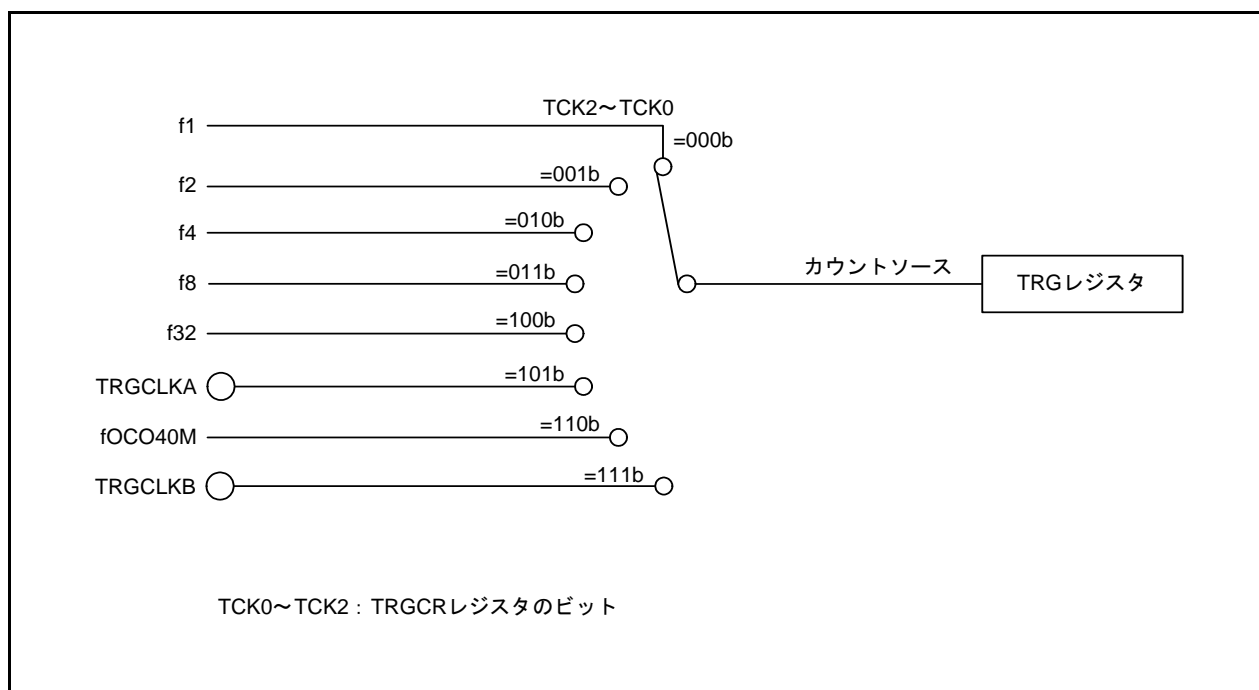 TCK2～TCK0
f1
=000b
f2
=001b
f4
=010b
f8
=011b
カウントソース
TRGレジスタ
f32
=100b
TRGCLKA
=101b
fOCO40M
=110b
TRGCLKB
=111b
TCK0～TCK2 : TRGCRレジスタのビット